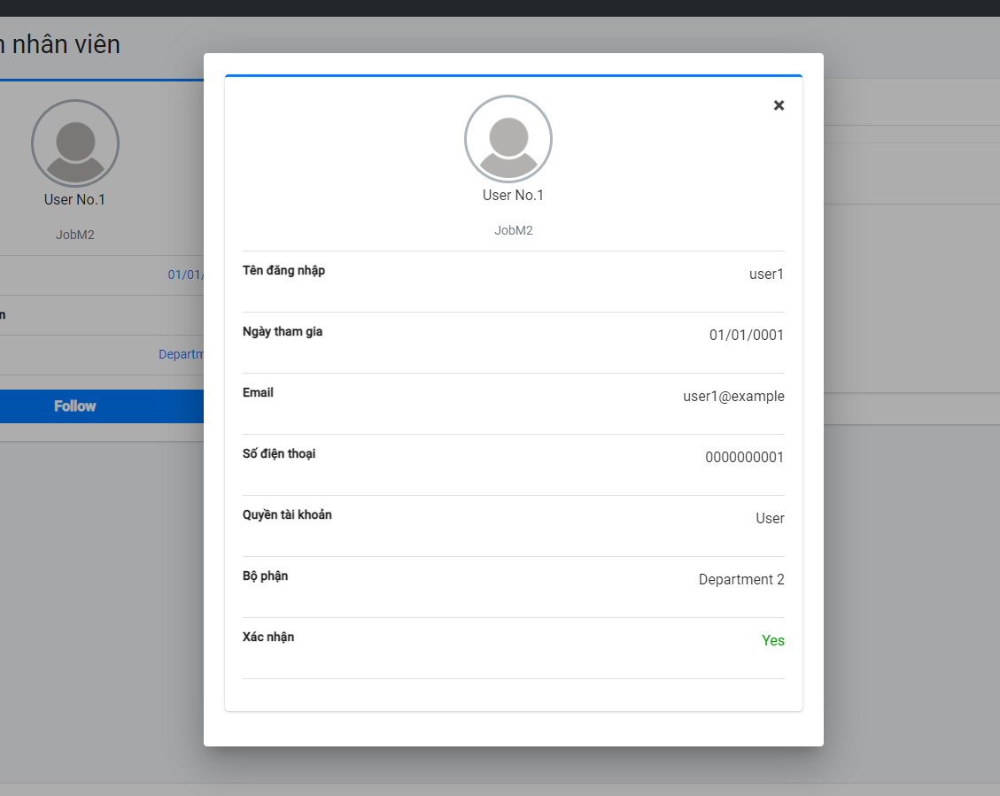 nhân viên
User No.1
JobM2
01/01/
Departm
Follow
×
User No.1
JobM2
Tên đăng nhập user1
Ngày tham gia 01/01/0001
Email user1@example
Số điện thoại 0000000001
Quyền tài khoản User
Bộ phận Department 2
Xác nhận Yes